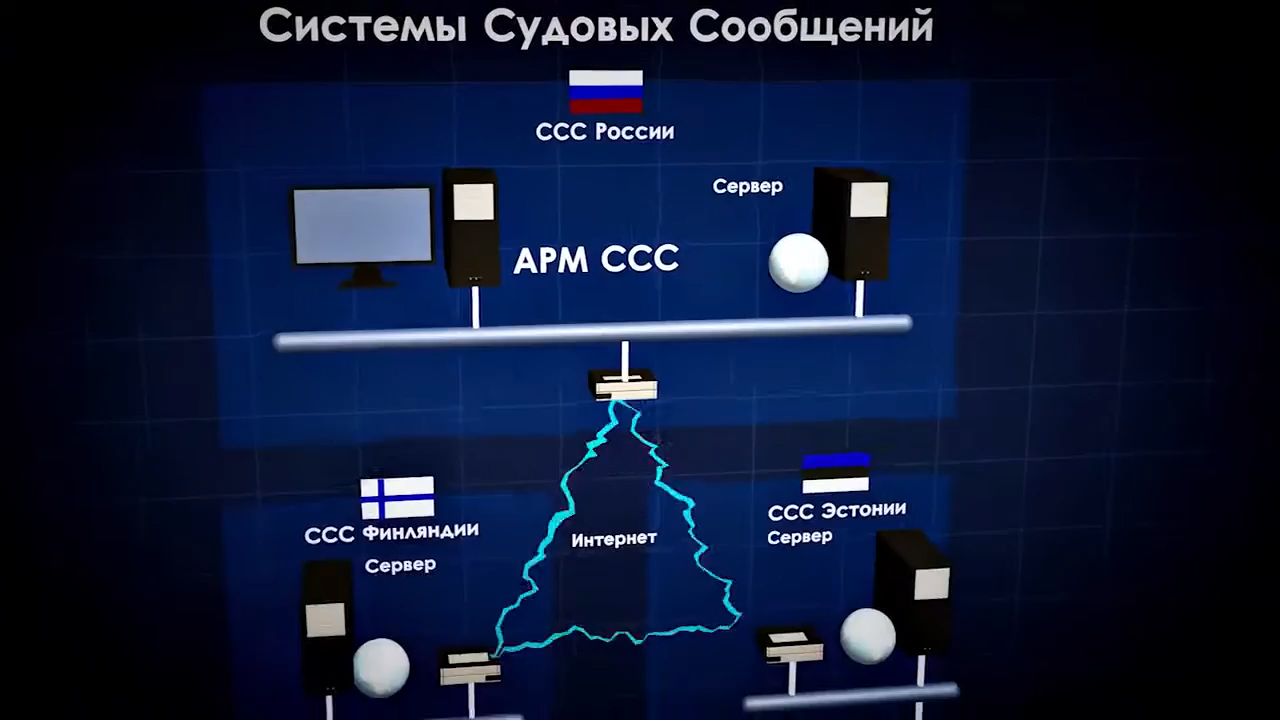 Системы Судовых Сообщений
ССС России
Сервер
АРМ ССС
ССС Финляндии
Сервер
Интернет
ССС Эстонии
Сервер